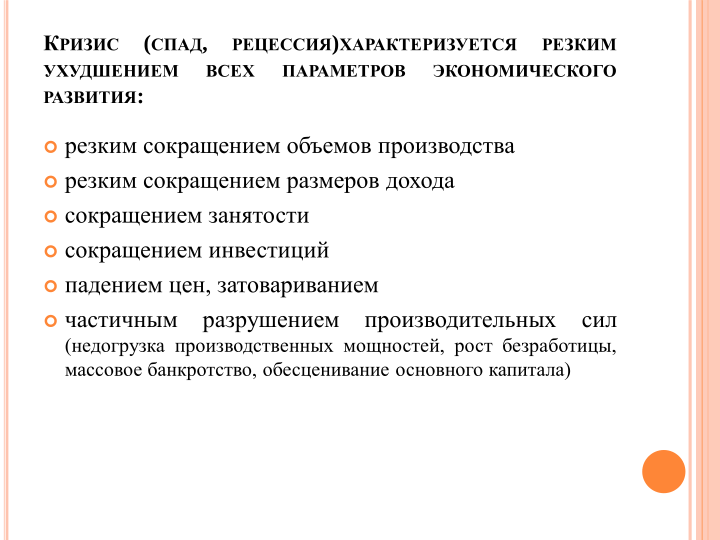 Кризис (спад, рецессия)характеризуется резким
ухудшением всех параметров экономического
развития:
резким сокращением объемов производства
резким сокращением размеров дохода
сокращением занятости
сокращением инвестиций
падением цен, затовариванием
частичным разрушением производительных сил
(недогрузка производственных мощностей, рост безработицы,
массовое банкротство, обесценивание основного капитала)